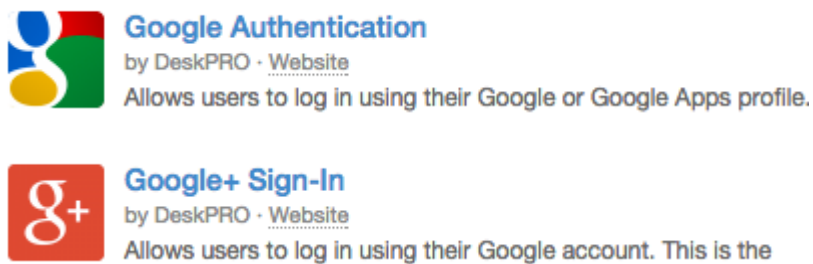 Google Authentication
by DeskPRO · Website
Allows users to log in using their Google or Google Apps profile.
g+
Google+ Sign-In
by DeskPRO · Website
Allows users to log in using their Google account. This is the